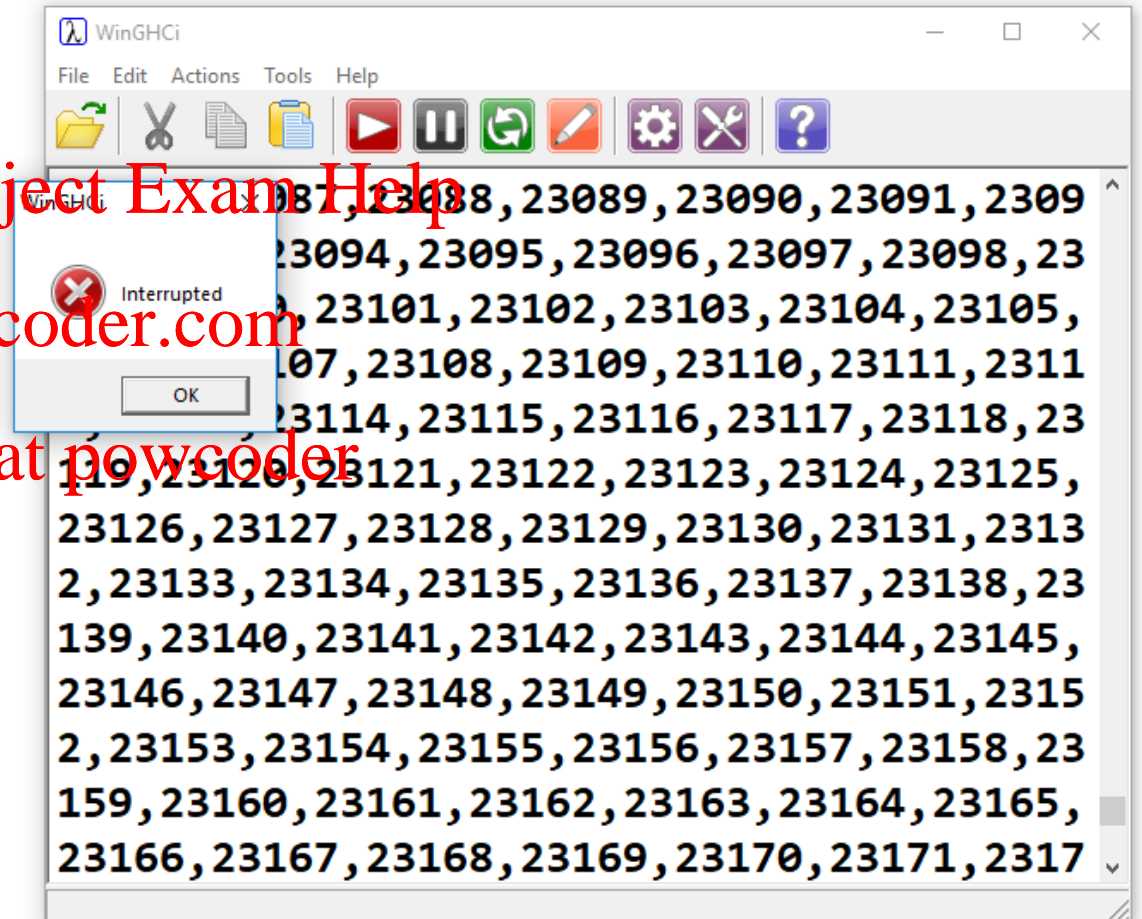 WinGHCi
File Edit Actions Tools Help
ject Exam Help
WinGHCi
087,23088,23089,23090,23091,2309
23094,23095,23096,23097,23098,23
Interrupted
,23101,23102,23103,23104,23105,
coder.com
107,23108,23109,23110,23111,2311
OK
23114,23115,23116,23117,23118,23
at powcoder
119,23120,23121,23122,23123,23124,23125,
23126,23127,23128,23129,23130,23131,2313
2,23133,23134,23135,23136,23137,23138,23
139,23140,23141,23142,23143,23144,23145,
23146,23147,23148,23149,23150,23151,2315
2,23153,23154,23155,23156,23157,23158,23
159,23160,23161,23162,23163,23164,23165,
23166,23167,23168,23169,23170,23171,2317